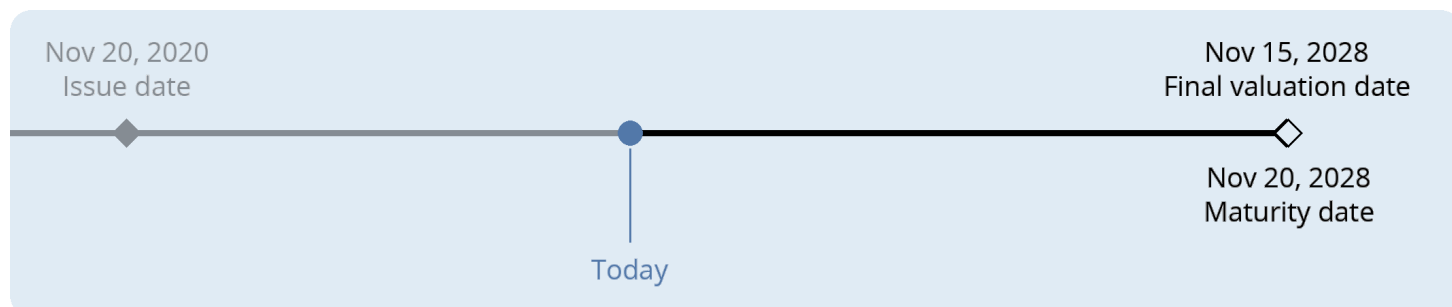 Nov 20, 2020
Issue date
Nov 15, 2028
Final valuation date
Nov 20, 2028
Maturity date
Today